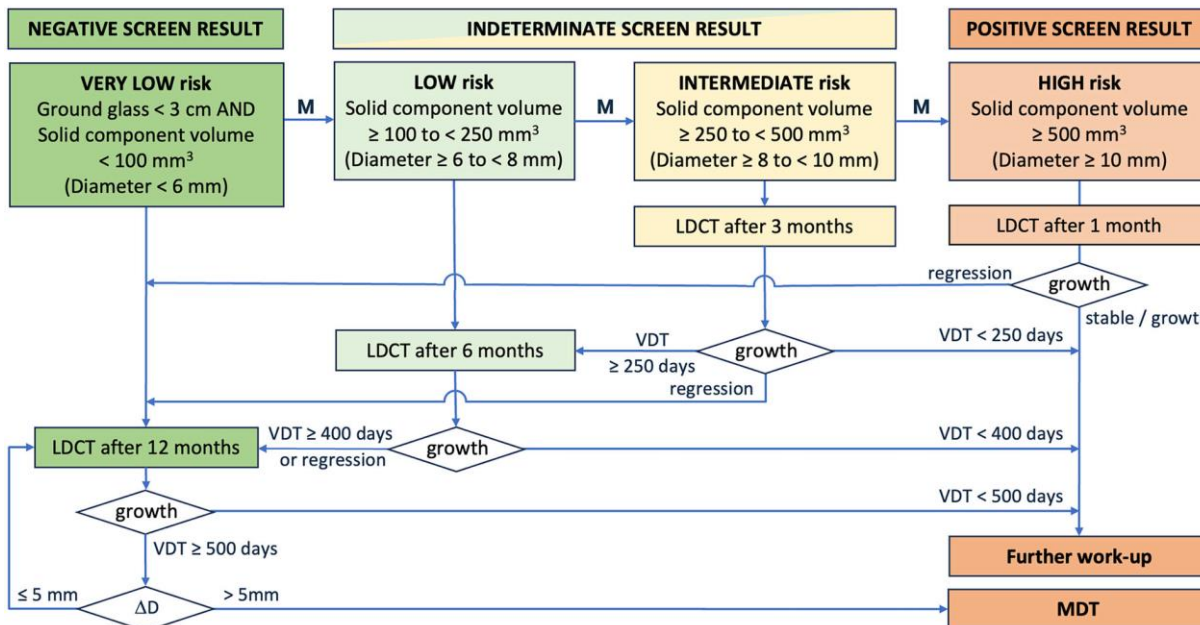 NEGATIVE SCREEN RESULT
INDETERMINATE SCREEN RESULT
POSITIVE SCREEN RESULT
VERY LOW risk
Ground glass < 3 cm AND
Solid component volume
< 100 mm³
(Diameter < 6 mm)
M
LOW risk
Solid component volume
≥ 100 to < 250 mm³
(Diameter ≥ 6 to < 8 mm)
M
INTERMEDIATE risk
Solid component volume
≥ 250 to < 500 mm³
(Diameter ≥ 8 to < 10 mm)
M
HIGH risk
Solid component volume
≥ 500 mm³
(Diameter ≥ 10 mm)
LDCT after 3 months
LDCT after 1 month
regression
growth
stable / growth
LDCT after 6 months
VDT
≥ 250 days
growth
VDT < 250 days
regression
LDCT after 12 months
VDT ≥ 400 days
or regression
growth
VDT < 400 days
growth
VDT < 500 days
VDT ≥ 500 days
Further work-up
≤ 5 mm
ΔD
> 5mm
MDT